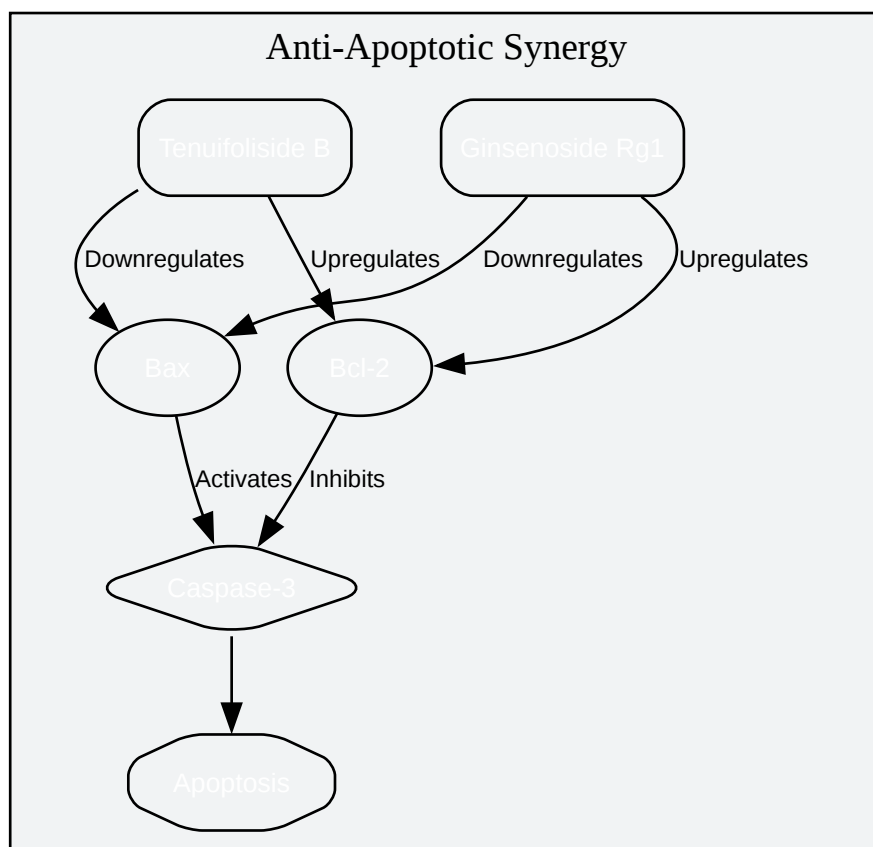 Anti-Apoptotic Synergy
Tenuifoliside B
Ginsenoside Rg1
Downregulates
Upregulates
Downregulates
Upregulates
Bax
Bcl-2
Activates
Inhibits
Caspase-3
Apoptosis